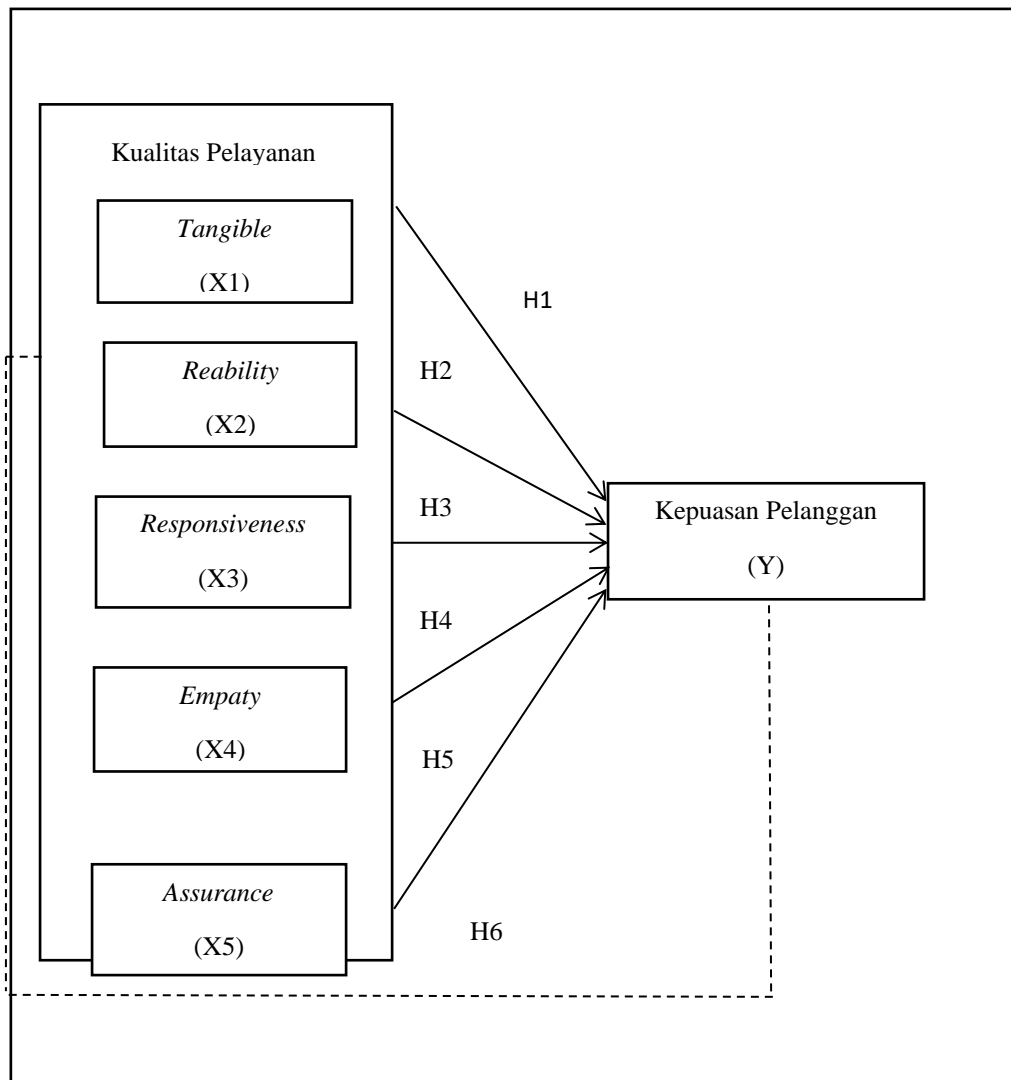 Kualitas Pelayanan
Tangible
(X1)
H1
Reability
(X2)
H2
Responsiveness
(X3)
H3
Kepuasan Pelanggan
(Y)
H4
Empaty
(X4)
H5
Assurance
(X5)
H6